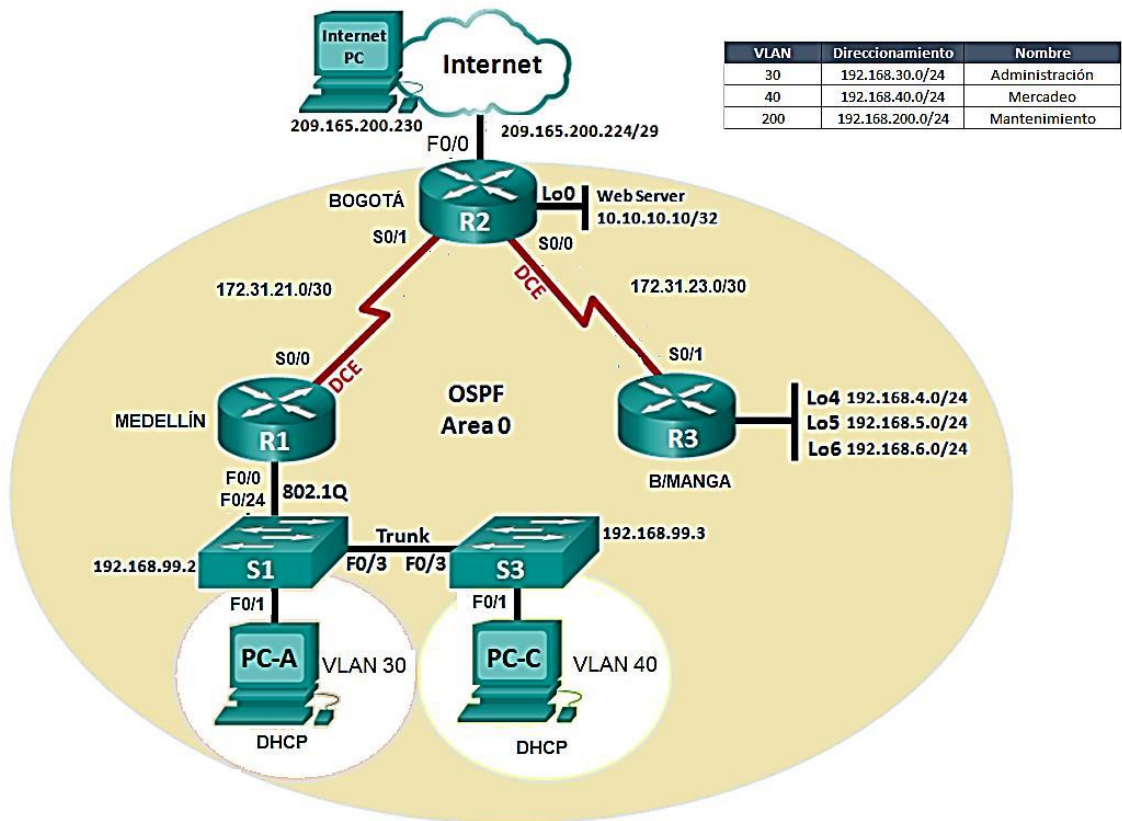 Internet
PC
Internet
209.165.200.230
209.165.200.224/29
F0/0
VLAN Direccionamiento Nombre
30 192.168.30.0/24 Administración
40 192.168.40.0/24 Mercadeo
200 192.168.200.0/24 Mantenimiento
BOGOTÁ
R2
Lo0
Web Server
10.10.10.10/32
S0/1
S0/0
DCE
172.31.21.0/30
172.31.23.0/30
S0/0
DCE
S0/1
OSPF
Area 0
MEDELLÍN
R1
R3
B/MANGA
Lo4 192.168.4.0/24
Lo5 192.168.5.0/24
Lo6 192.168.6.0/24
F0/0
F0/24
802.1Q
Trunk
192.168.99.2
S1
F0/3
F0/3
S3
192.168.99.3
F0/1
F0/1
PC-A
VLAN 30
PC-C
VLAN 40
DHCP
DHCP